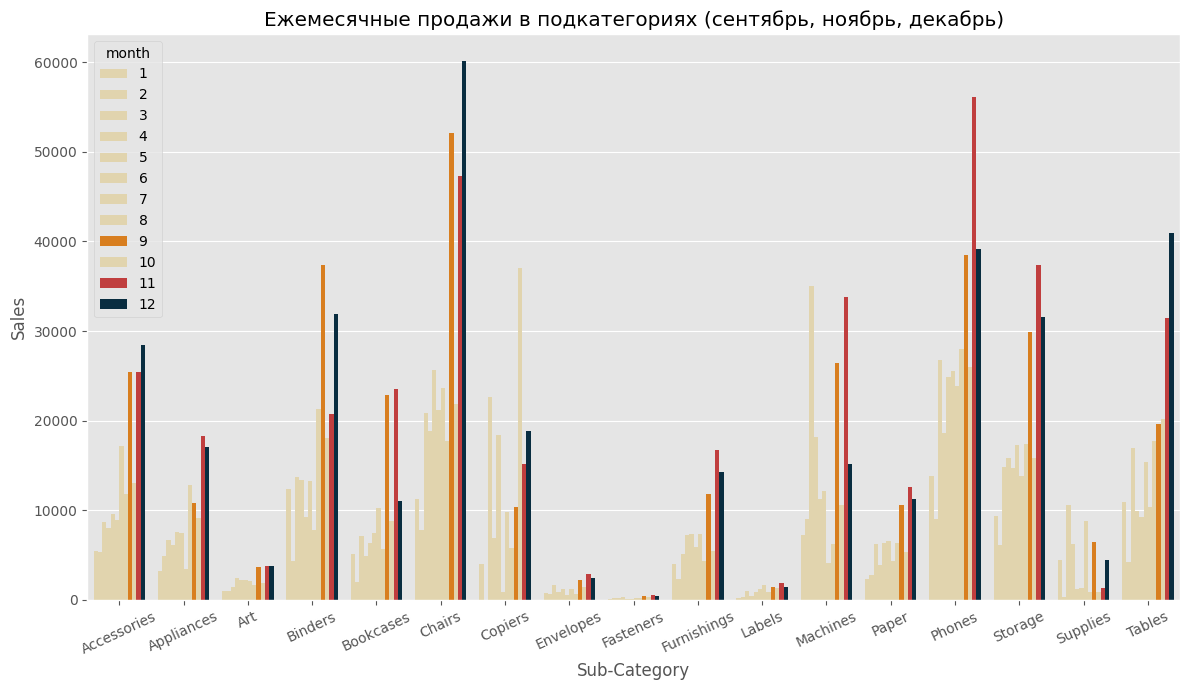 Ежемесячные продажи в подкатегориях (сентябрь, ноябрь, декабрь)
month
1
2
3
4
5
6
7
8
9
10
11
12
60000
50000
40000
30000
20000
10000
0
Sales
Accessories
Appliances
Art
Binders
Bookcases
Chairs
Copiers
Envelopes
Fasteners
Furnishings
Labels
Machines
Paper
Phones
Storage
Supplies
Tables
Sub-Category